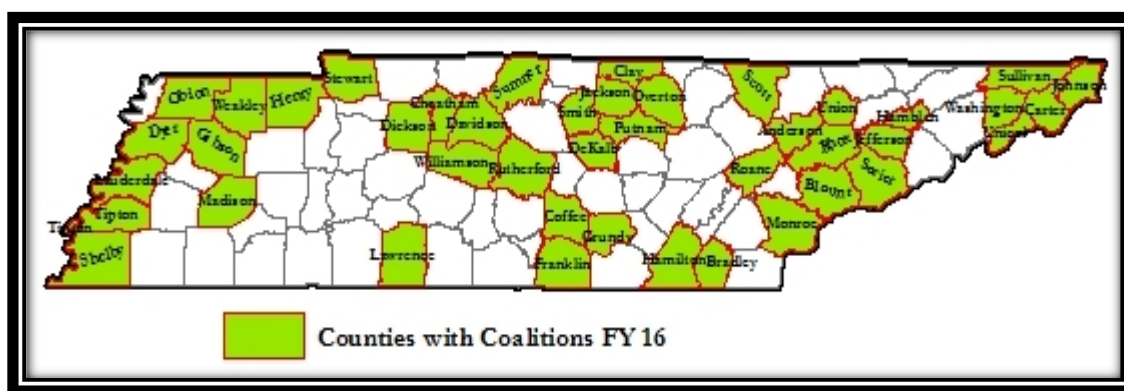 Stewart
Sumner
Clay
Obion
Weakley
Henry
Jackson
Overton
Scott
Sullivan
Johnson
Cheatham
Smith
Union
Hamblen
Washington
Carter
Dyer
Gibson
Dickson
Davidson
Putnam
Anderson
Knox
Jefferson
Unicoi
DeKalb
Williamson
Rutherford
Roane
Sevier
Lauderdale
Madison
Blount
Tipton
Coffee
Monroe
Grundy
Shelby
Lawrence
Franklin
Hamilton
Bradley
Counties with Coalitions FY 16